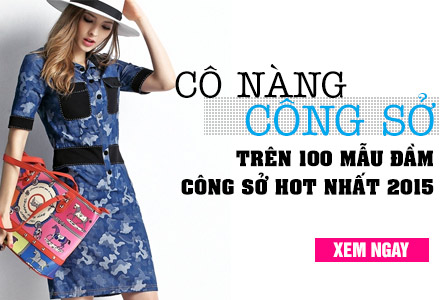 CÔ NÀNG
CÔNG SỞ
TRÊN 100 MẪU ĐẦM
CÔNG SỞ HOT NHẤT 2015
XEM NGAY